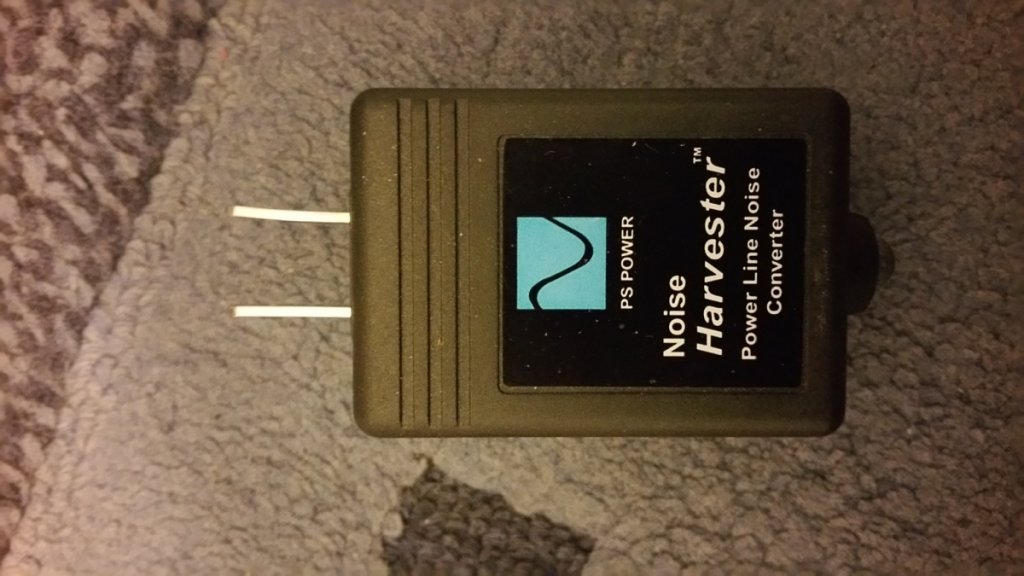 PS POWER
Noise
Harvester™
Power Line Noise
Converter